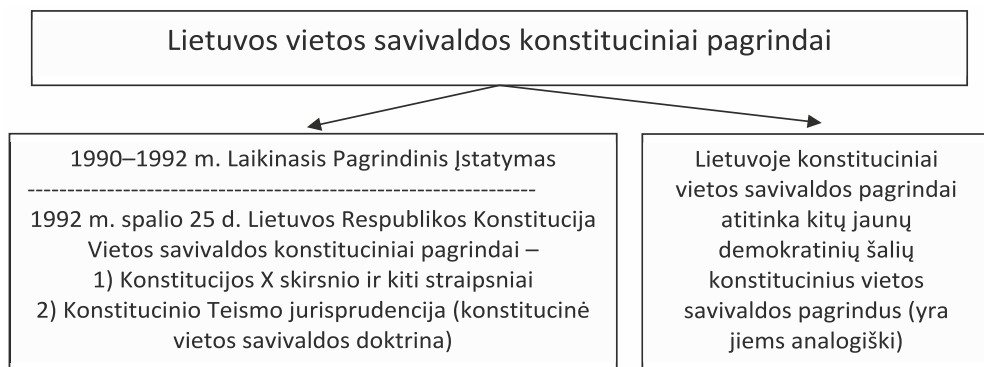 Lietuvos vietos savivaldos konstituciniai pagrindai
1990–1992 m. Laikinasis Pagrindinis Įstatymas
-----------------------------------------------------------------
1992 m. spalio 25 d. Lietuvos Respublikos Konstitucija
Vietos savivaldos konstituciniai pagrindai –
1) Konstitucijos X skirsnio ir kiti straipsniai
2) Konstitucinio Teismo jurisprudencija (konstitucinė
vietos savivaldos doktrina)
Lietuvoje konstituciniai
vietos savivaldos pagrindai
atitinka kitų jaunų
demokratinių šalių
konstitucinius vietos
savivaldos pagrindus (yra
jiems analogiški)